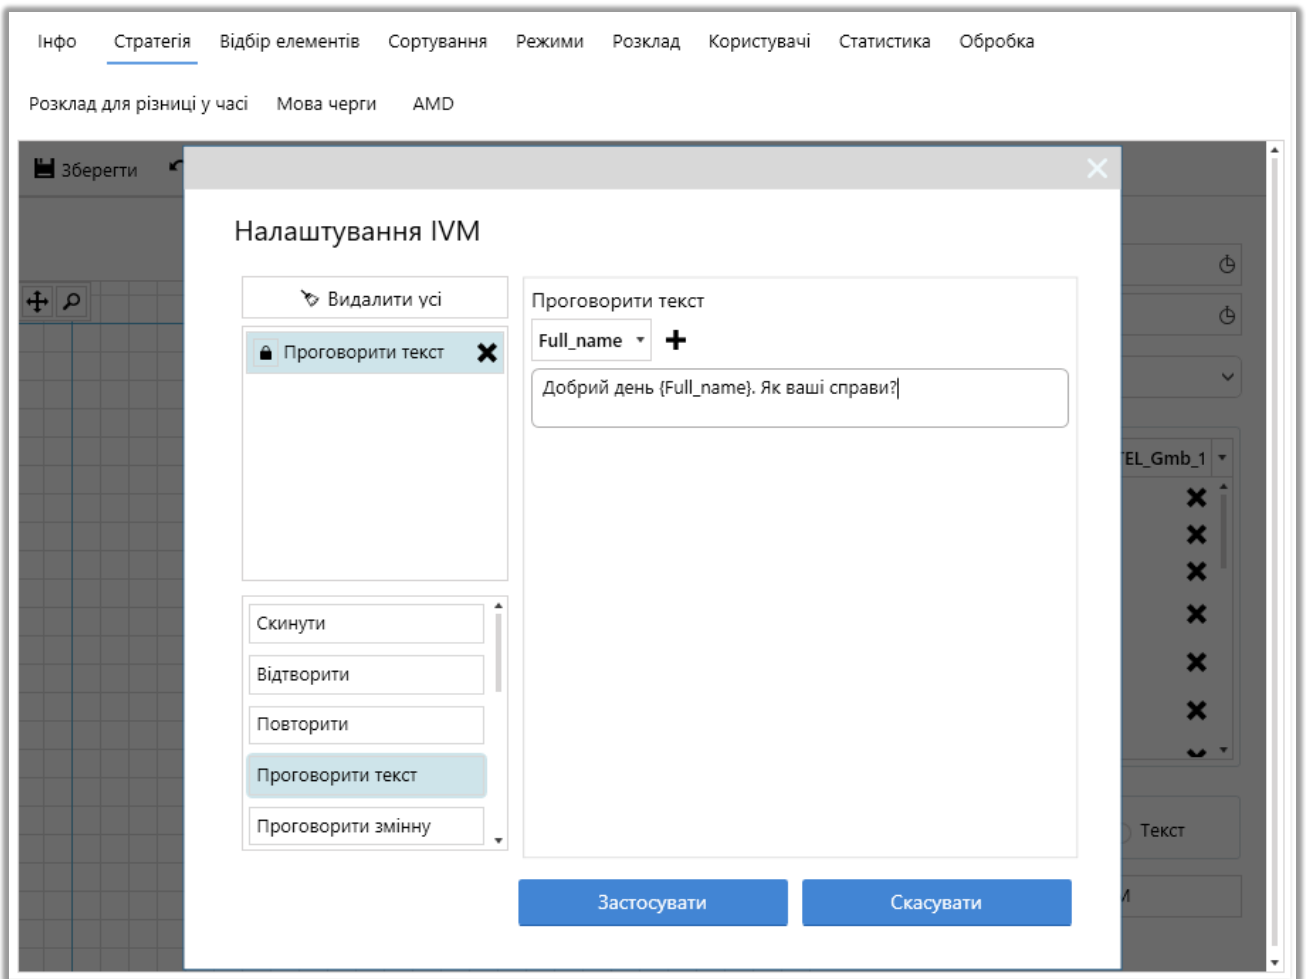 Інфо Стратегія Відбір елементів Сортування Режими Розклад Користувачі Статистика Обробка
Розклад для різниці у часі Мова черги AMD
Зберегти
Налаштування IVM
Видалити усі
Проговорити текст
Проговорити текст
Full_name
Добрий день {Full_name}. Як ваші справи?
TEL_Gmb_1
Скинути
Відтворити
Повторити
Проговорити текст
Проговорити змінну
Текст
Застосувати Скасувати